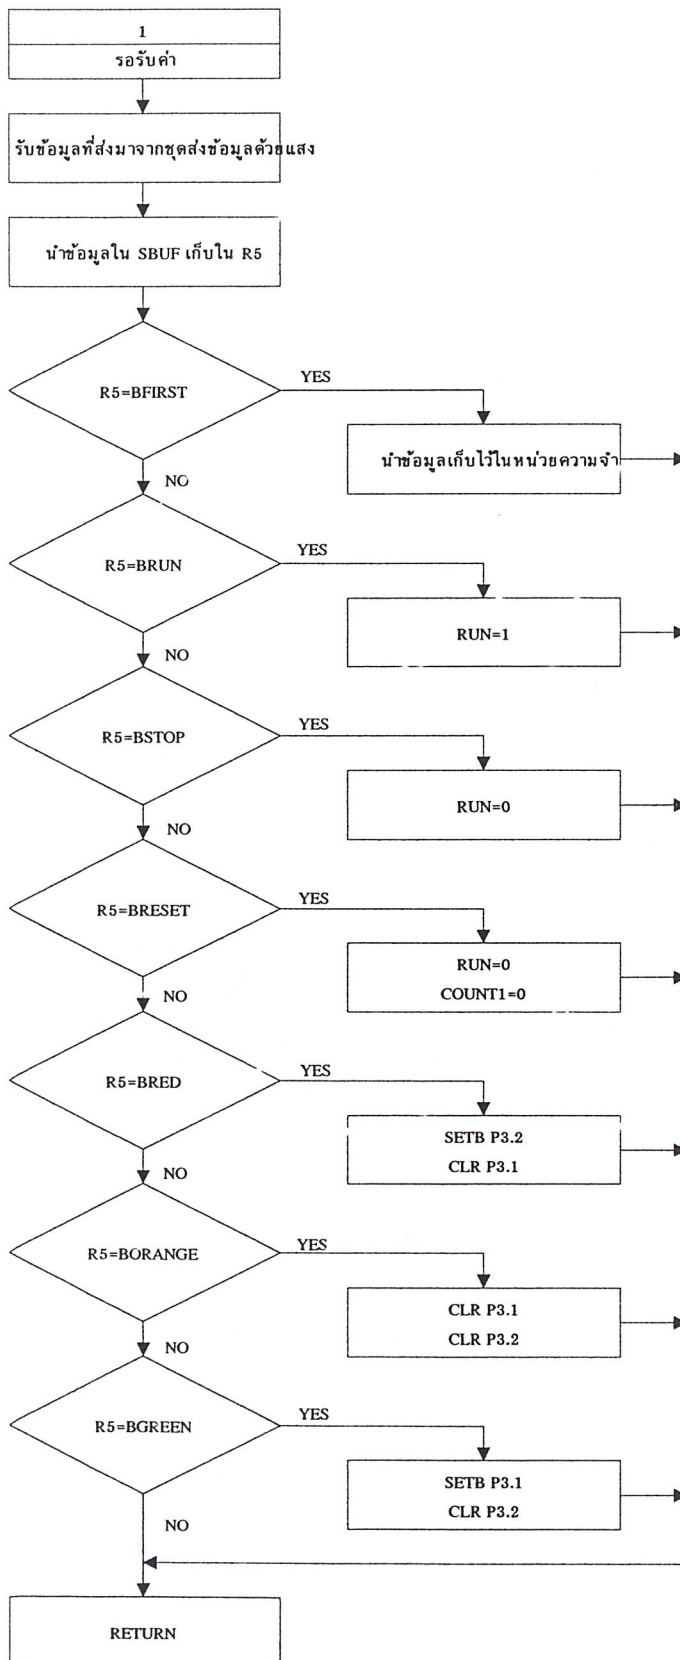 1
รอรับค่า
รับข้อมูลที่ส่งมาจากชุดส่งข้อมูลด้วยแสง
นำข้อมูลใน SBUF เก็บใน R5
R5=BFIRST
YES
นำข้อมูลเก็บไว้ในหน่วยความจำ
NO
R5=BRUN
YES
RUN=1
NO
R5=BSTOP
YES
RUN=0
NO
R5=BRESET
YES
RUN=0
COUNT1=0
NO
R5=BRED
YES
SETB P3.2
CLR P3.1
NO
R5=BORANGE
YES
CLR P3.1
CLR P3.2
NO
R5=BGREEN
YES
SETB P3.1
CLR P3.2
NO
RETURN